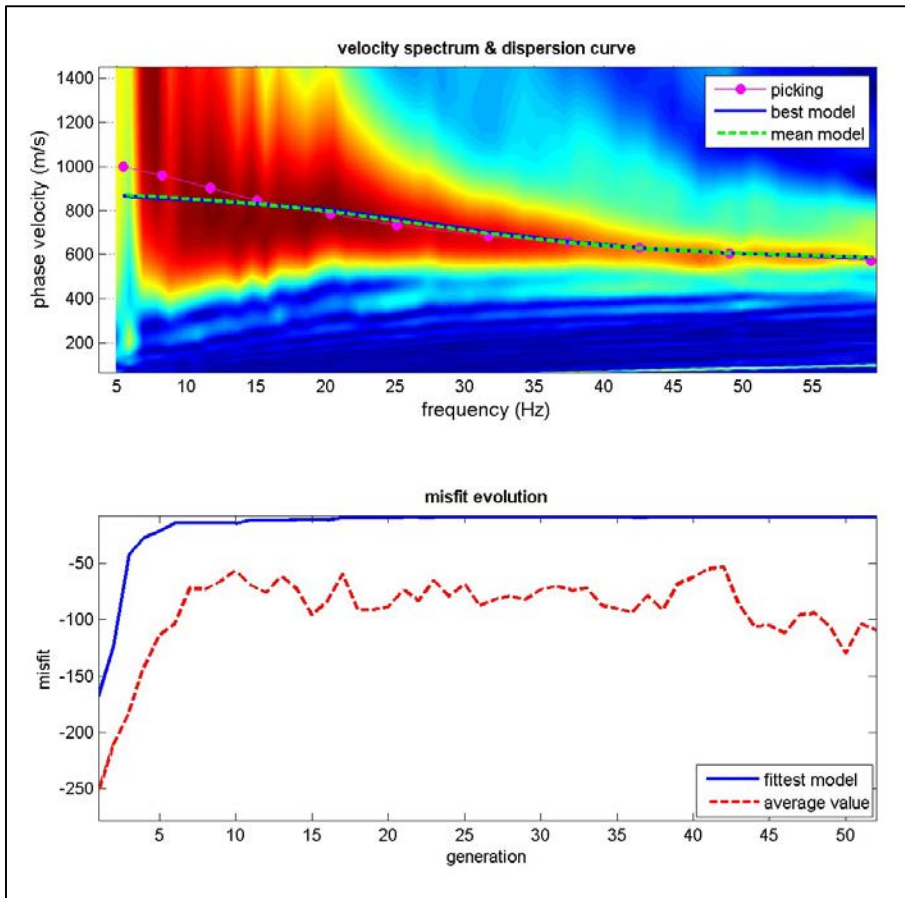 velocity spectrum & dispersion curve
1400
1200
1000
800
600
400
200
phase velocity (m/s)
picking
best model
mean model
5 10 15 20 25 30 35 40 45 50 55
frequency (Hz)
misfit evolution
-50
-100
-150
-200
-250
misfit
fittest model
average value
5 10 15 20 25 30 35 40 45 50
generation